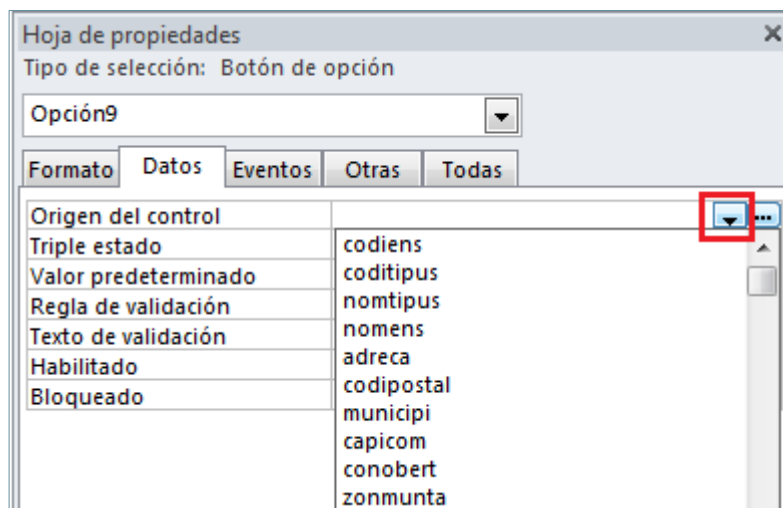 Hoja de propiedades
Tipo de selección: Botón de opción
Opción9
Formato Datos Eventos Otras Todas
Origen del control
Triple estado
Valor predeterminado
Regla de validación
Texto de validación
Habilitado
Bloqueado
codiens
coditipus
nomtipus
nomens
adreca
codipostal
municipi
capicom
conobert
zonmunta